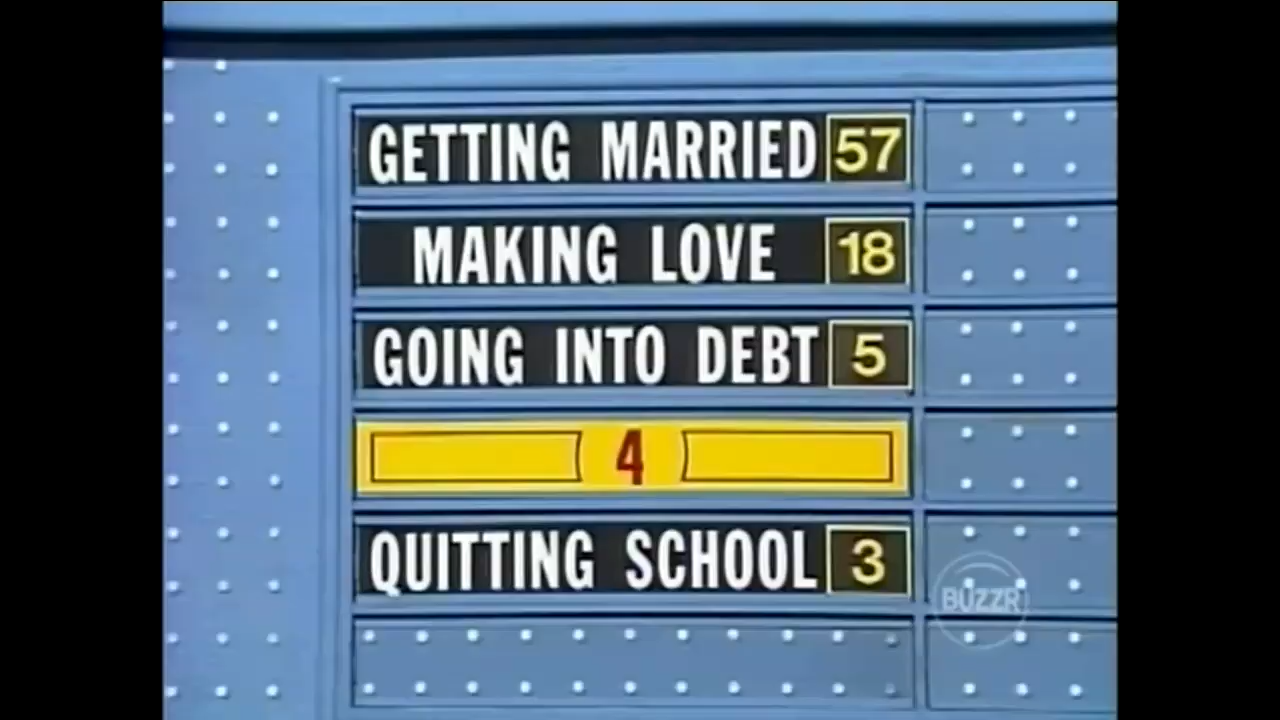 GETTING MARRIED 57
MAKING LOVE 18
GOING INTO DEBT 5
4
QUITTING SCHOOL 3
BUZZR